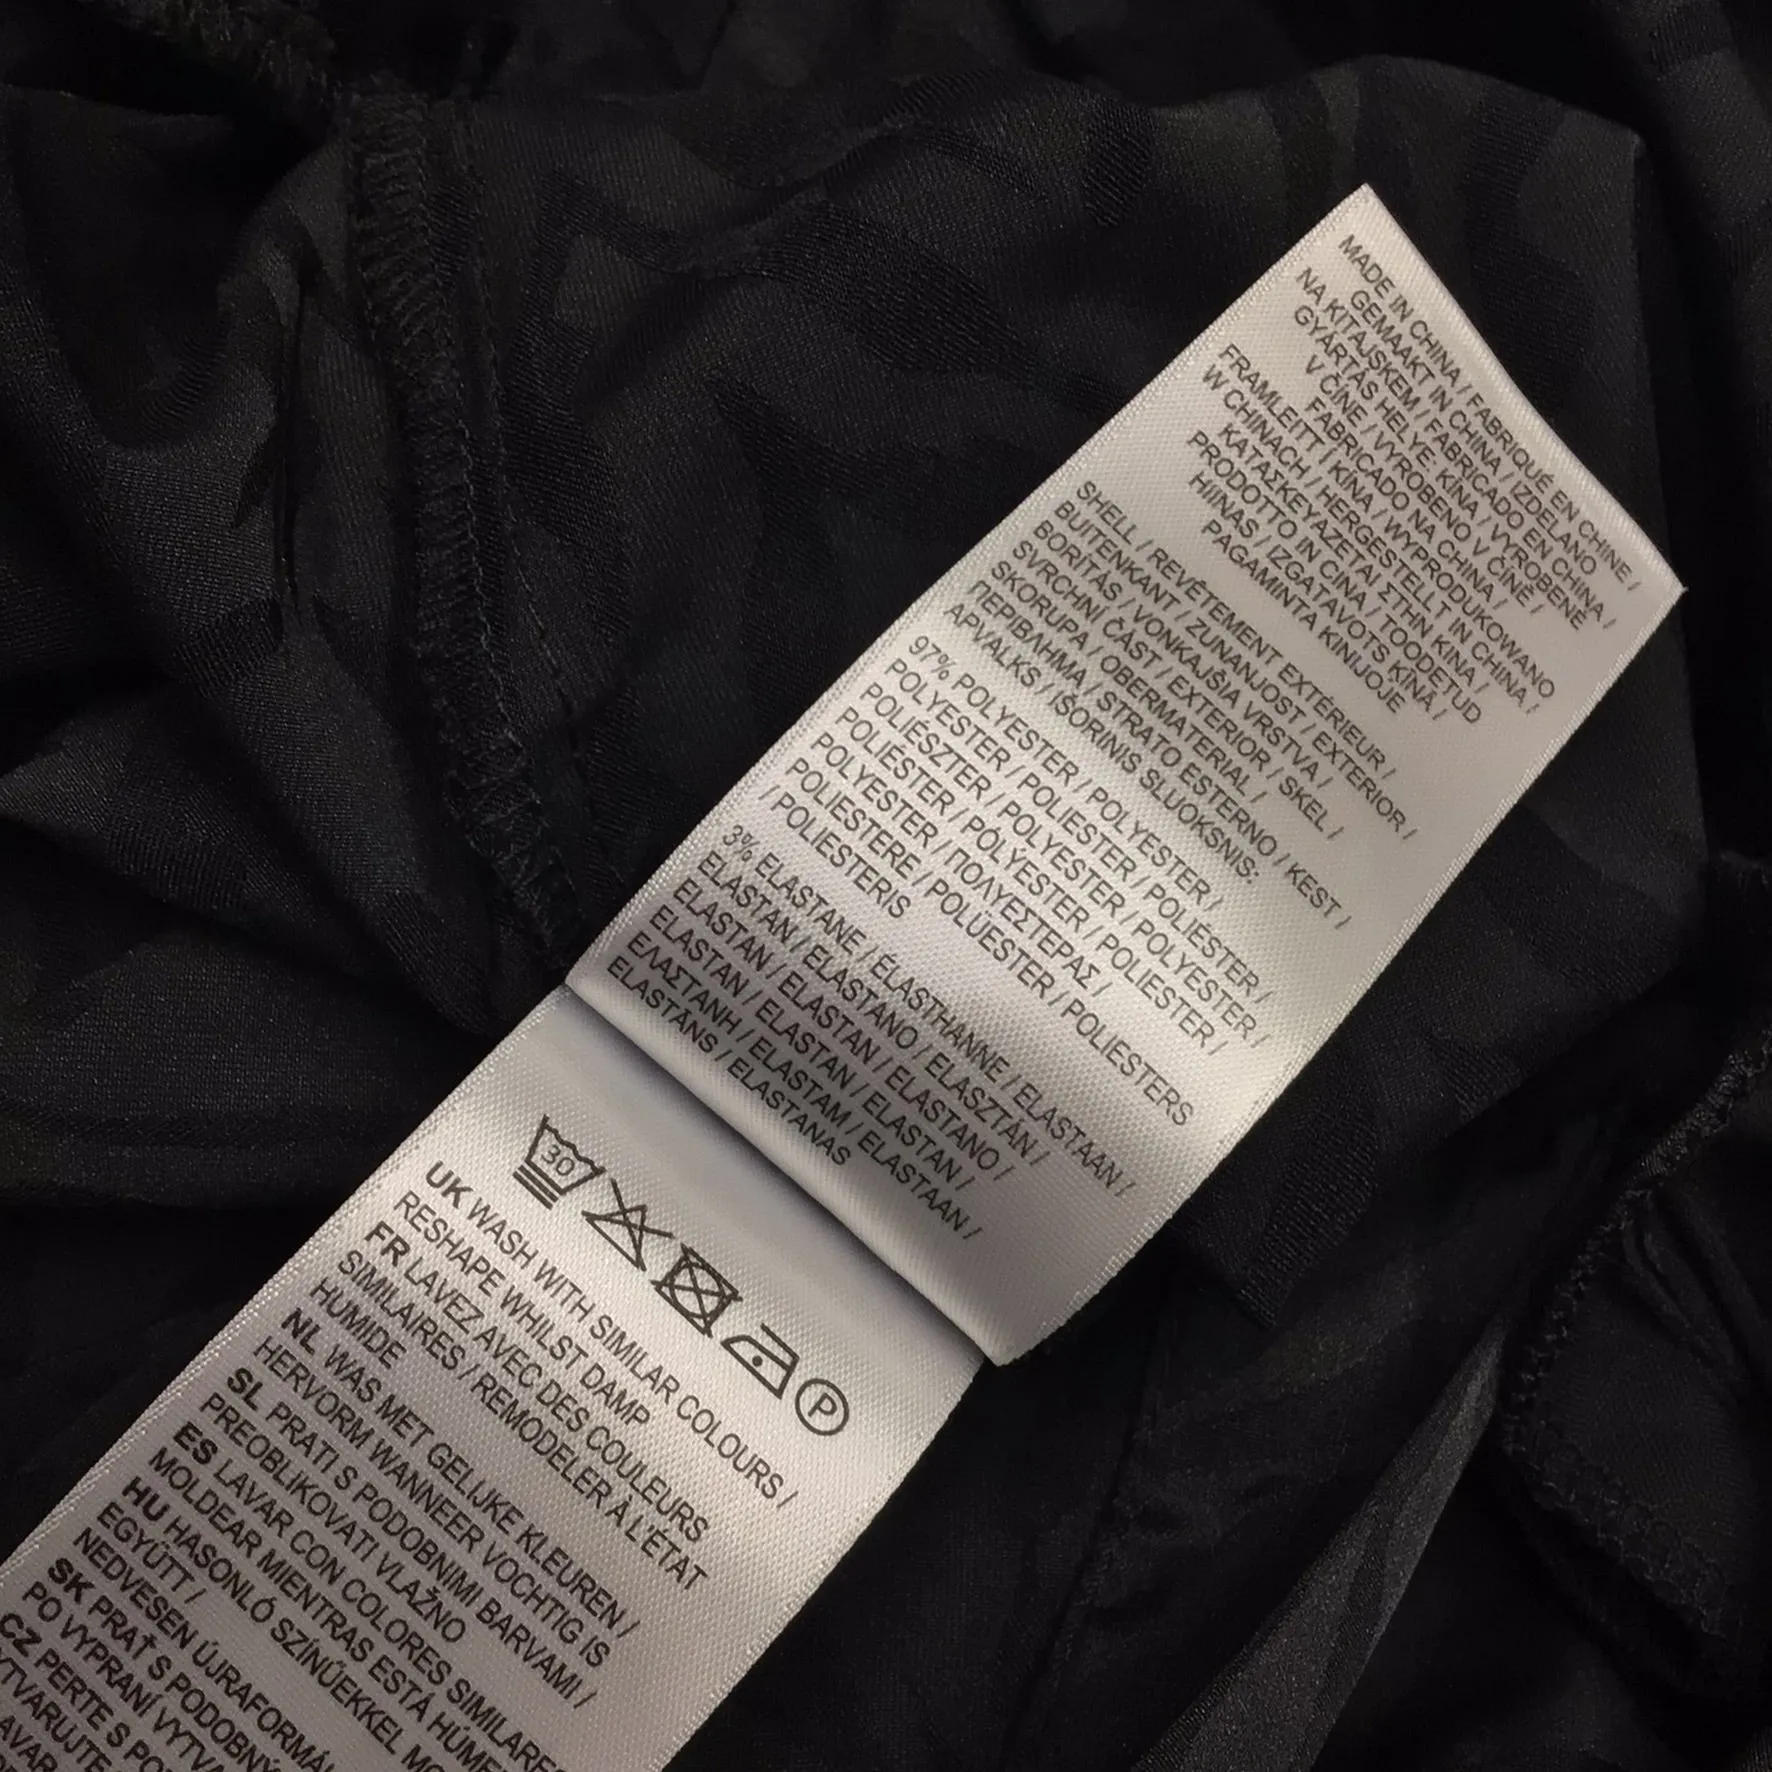 MADE IN CHINA / FABRIQUÉ EN CHINE /
GEMAAKT IN CHINA / IZDELANO
NA KITAJSKEM / FABRICADO EN CHINA /
GYÁRTÁS HELYE: KÍNA / VYROBENÉ
V ČÍNE / VYROBENO V ČÍNĚ /
FABRICADO NA CHINA /
FRAMLEITT / KÍNA / WYPRODUKOWANO
W CHINACH / HERGESTELLT IN CHINA /
ΚΑΤΑΣΚΕΥΑΖΕΤΑΙ ΣΤΗΝ ΚΙΝΑ /
PRODOTTO IN CINA / TOODETUD
HIINAS / IZGATAVOTS ĶĪNĀ /
PAGAMINTA KINIJOJE
SHELL / REVÊTEMENT EXTÉRIEUR /
BUITENKANT / ZUNANJOST / EXTERIOR /
BORÍTÁS / VONKAJŠIA VRSTVA /
SVRCHNÍ ČÁST / EXTERIOR / SKEL /
SKORUPA / OBERMATERIAL /
ΠΕΡΙΒΛΗΜΑ / STRATO ESTERNO / KEST /
APVALKS / IŠORINIS SLUOKSNIS:
97% POLYESTER / POLYESTER /
POLYESTER / POLIESTER / POLIÉSTER /
POLIÉSZTER / POLYESTER / POLYESTER /
POLIÉSTER / PÓLÝESTER / POLIESTER /
POLYESTER / ΠΟΛΥΕΣΤΕΡΑΣ /
POLIESTERE / POLÜESTER / POLIESTERS
/ POLIESTERIS
3% ELASTANE / ÉLASTHANNE / ELASTAAN /
ELASTAN / ELASTANO / ELASZTÁN /
ELASTAN / ELASTAN / ELASTANO /
ELASTAN / ELASTAN / ELASTAN /
ΕΛΑΣΤΑΝΗ / ELASTAM / ELASTAAN /
ELASTĀNS / ELASTANAS
30 P
UK WASH WITH SIMILAR COLOURS /
RESHAPE WHILST DAMP
FR LAVEZ AVEC DES COULEURS
SIMILAIRES / REMODELER À L'ÉTAT
HUMIDE
NL WAS MET GELIJKE KLEUREN /
HERVORM WANNEER VOCHTIG IS
SL PRATI S PODOBNIMI BARVAMI /
PREOBLIKOVATI VLAŽNO
ES LAVAR CON COLORES SIMILARES
MOLDEAR MIENTRAS ESTÁ
HU HASONLÓ SZÍNŰEKKEL
EGYÜTT /
NEDVESEN
SK PRAŤ S
PO VYPRANÍ
CZ PERTE S